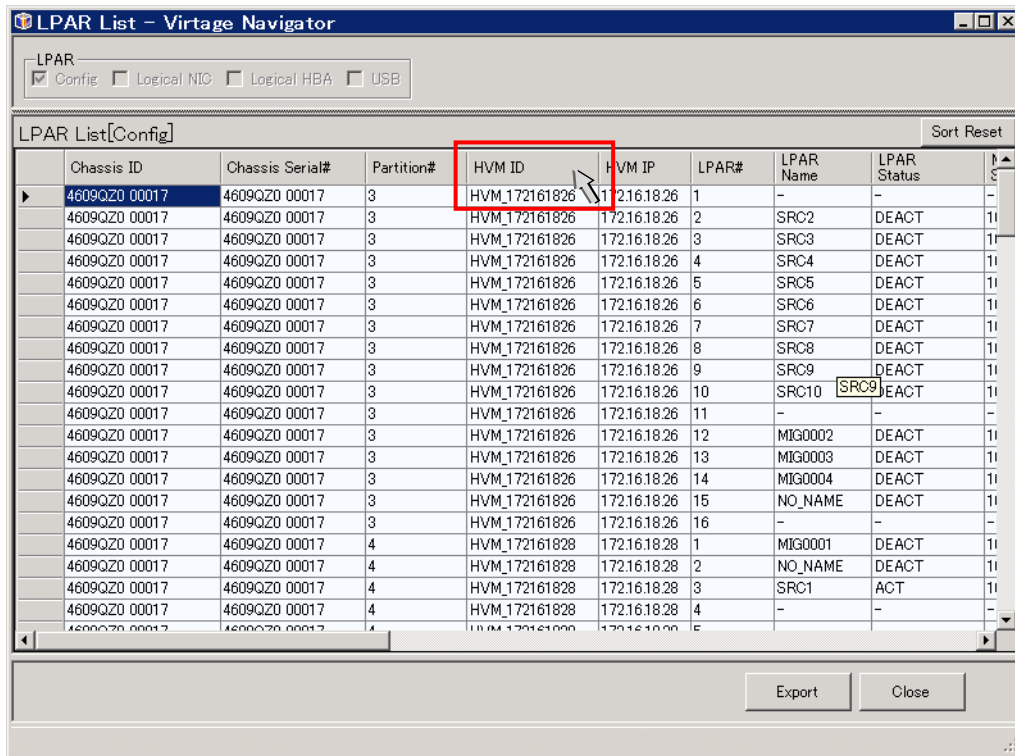 LPAR List – Virtage Navigator
LPAR
Config Logical NIC Logical HBA USB
LPAR List[Config] Sort Reset
Chassis ID Chassis Serial# Partition# HVM ID HVM IP LPAR# LPAR Name LPAR Status
4609QZ0 00017 4609QZ0 00017 3 HVM_172161826 172.16.18.26 1 - -
4609QZ0 00017 4609QZ0 00017 3 HVM_172161826 172.16.18.26 2 SRC2 DEACT
4609QZ0 00017 4609QZ0 00017 3 HVM_172161826 172.16.18.26 3 SRC3 DEACT
4609QZ0 00017 4609QZ0 00017 3 HVM_172161826 172.16.18.26 4 SRC4 DEACT
4609QZ0 00017 4609QZ0 00017 3 HVM_172161826 172.16.18.26 5 SRC5 DEACT
4609QZ0 00017 4609QZ0 00017 3 HVM_172161826 172.16.18.26 6 SRC6 DEACT
4609QZ0 00017 4609QZ0 00017 3 HVM_172161826 172.16.18.26 7 SRC7 DEACT
4609QZ0 00017 4609QZ0 00017 3 HVM_172161826 172.16.18.26 8 SRC8 DEACT
4609QZ0 00017 4609QZ0 00017 3 HVM_172161826 172.16.18.26 9 SRC9 DEACT
4609QZ0 00017 4609QZ0 00017 3 HVM_172161826 172.16.18.26 10 SRC10 SRC9 DEACT
4609QZ0 00017 4609QZ0 00017 3 HVM_172161826 172.16.18.26 11 - - -
4609QZ0 00017 4609QZ0 00017 3 HVM_172161826 172.16.18.26 12 MIG0002 DEACT
4609QZ0 00017 4609QZ0 00017 3 HVM_172161826 172.16.18.26 13 MIG0003 DEACT
4609QZ0 00017 4609QZ0 00017 3 HVM_172161826 172.16.18.26 14 MIG0004 DEACT
4609QZ0 00017 4609QZ0 00017 3 HVM_172161826 172.16.18.26 15 NO_NAME DEACT
4609QZ0 00017 4609QZ0 00017 3 HVM_172161826 172.16.18.26 16 - - -
4609QZ0 00017 4609QZ0 00017 4 HVM_172161828 172.16.18.28 1 MIG0001 DEACT
4609QZ0 00017 4609QZ0 00017 4 HVM_172161828 172.16.18.28 2 NO_NAME DEACT
4609QZ0 00017 4609QZ0 00017 4 HVM_172161828 172.16.18.28 3 SRC1 ACT
4609QZ0 00017 4609QZ0 00017 4 HVM_172161828 172.16.18.28 4 - -
Export Close